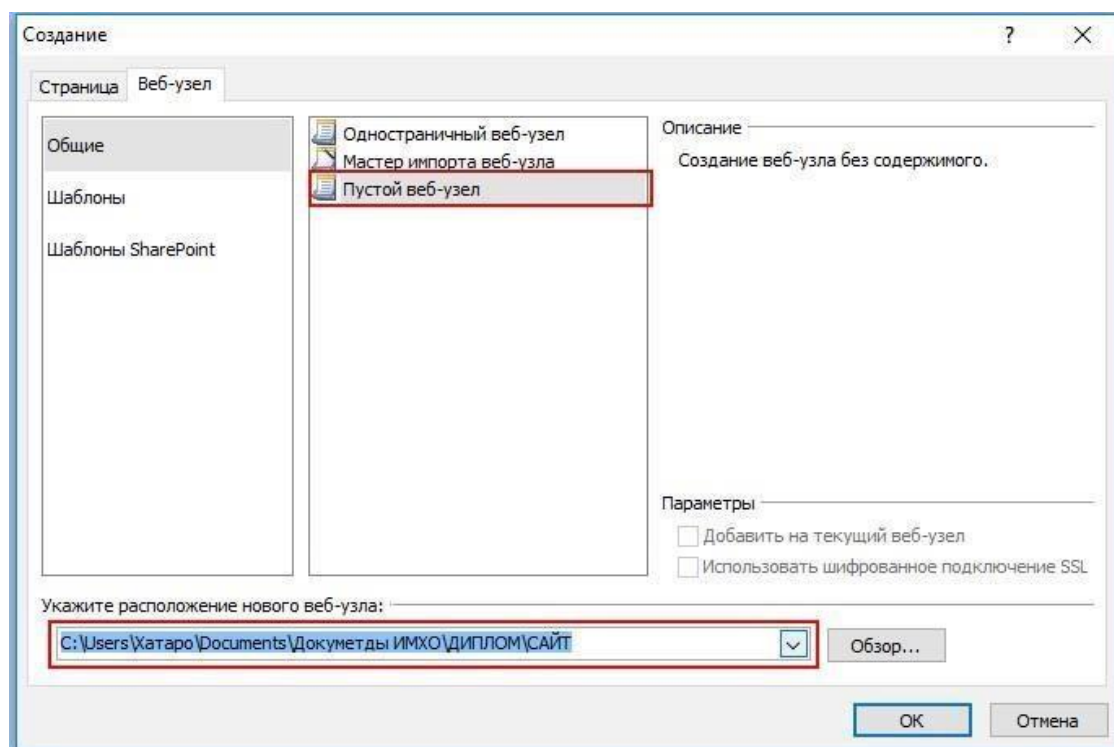 Создание
?
Страница
Веб-узел
Общие
Шаблоны
Шаблоны SharePoint
Одностраничный веб-узел
Мастер импорта веб-узла
Пустой веб-узел
Описание
Создание веб-узла без содержимого.
Параметры
Добавить на текущий веб-узел
Использовать шифрованное подключение SSL
Укажите расположение нового веб-узла:
C:\Users\Хатаро\Documents\Докуметды ИМХО\ДИПЛОМ\САЙТ
Обзор...
ОК
Отмена